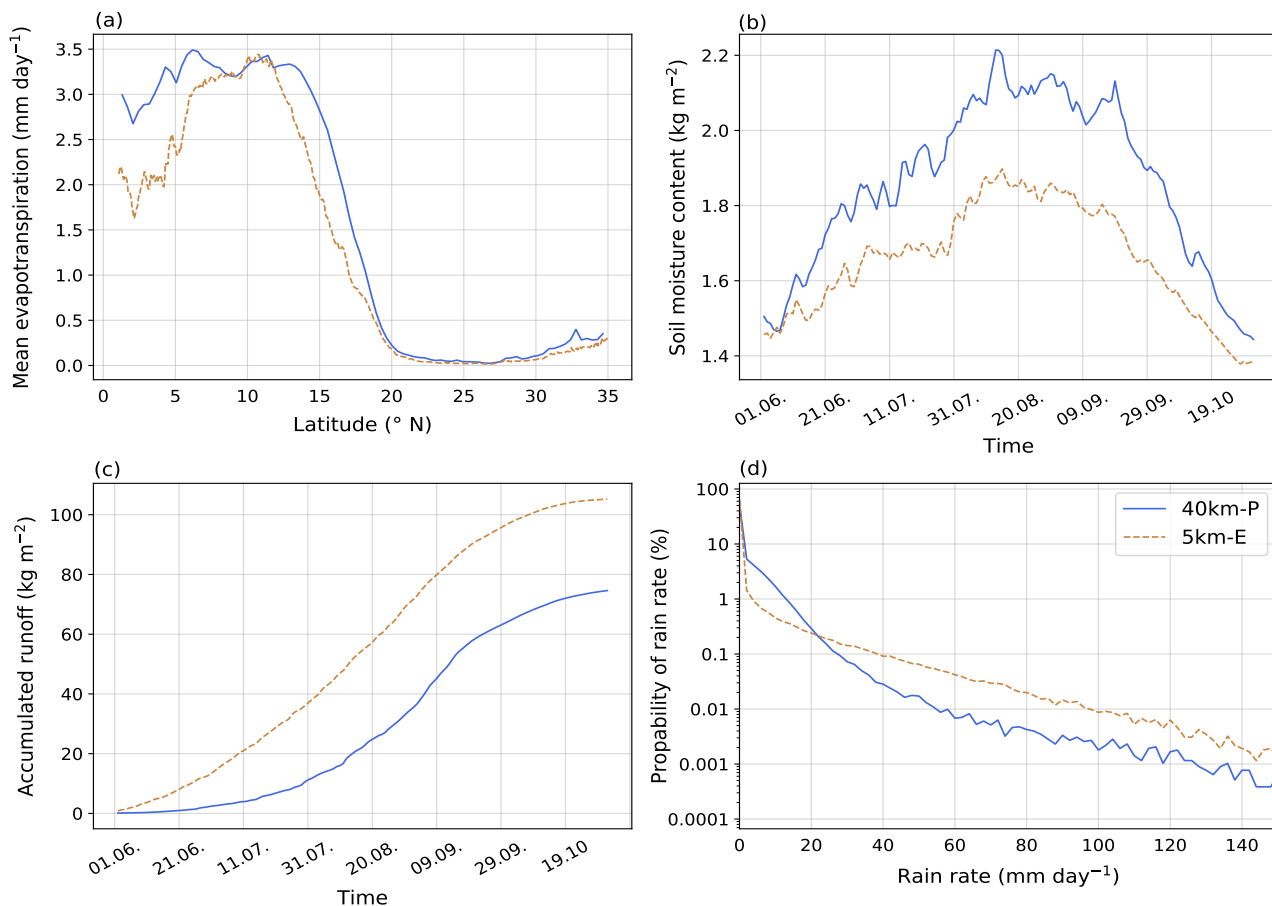 (a)
Mean evapotranspiration (mm day⁻¹)
3.5
3.0
2.5
2.0
1.5
1.0
0.5
0.0
0 5 10 15 20 25 30 35
Latitude (° N)
(b)
Soil moisture content (kg m⁻²)
2.2
2.0
1.8
1.6
1.4
01.06. 21.06. 11.07. 31.07. 20.08. 09.09. 29.09. 19.10
Time
(c)
Accumulated runoff (kg m⁻²)
100
80
60
40
20
0
01.06. 21.06. 11.07. 31.07. 20.08. 09.09. 29.09. 19.10
Time
(d)
Propability of rain rate (%)
100
10
1
0.1
0.01
0.001
0.0001
40km-P
5km-E
0 20 40 60 80 100 120 140
Rain rate (mm day⁻¹)